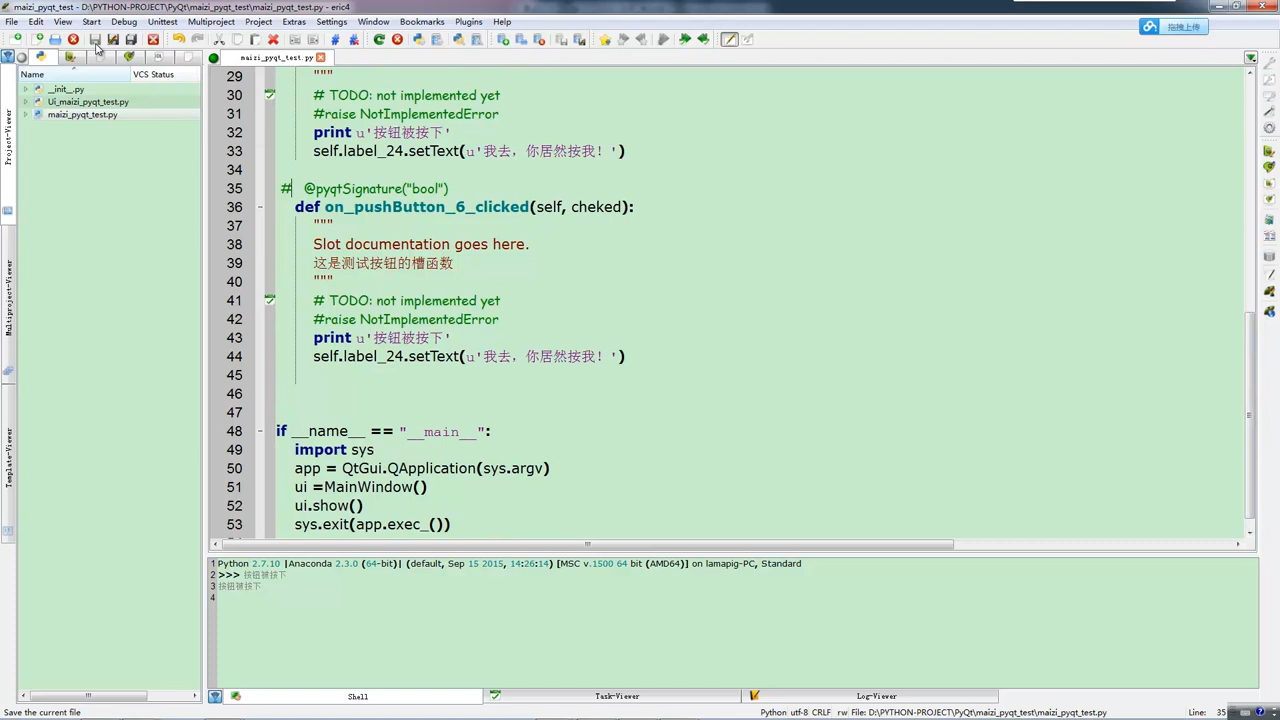 maizi_pyqt_test - D:\PYTHON-PROJECT\PyQt\maizi_pyqt_test\maizi_pyqt_test.py - eric4
File Edit View Start Debug Unittest Multiproject Project Extras Settings Window Bookmarks Plugins Help
拖拽上传
maizi_pyqt_test.py
Name VCS Status
__init__.py
Ui_maizi_pyqt_test.py
maizi_pyqt_test.py
Project-Viewer
Multiproject-Viewer
Template-Viewer
29 """
30 # TODO: not implemented yet
31 #raise NotImplementedError
32 print u'按钮被按下'
33 self.label_24.setText(u'我去，你居然按我！')
34
35 # @pyqtSignature("bool")
36 def on_pushButton_6_clicked(self, cheked):
37 """
38 Slot documentation goes here.
39 这是测试按钮的槽函数
40 """
41 # TODO: not implemented yet
42 #raise NotImplementedError
43 print u'按钮被按下'
44 self.label_24.setText(u'我去，你居然按我！')
45
46
47
48 if __name__ == "__main__":
49 import sys
50 app = QtGui.QApplication(sys.argv)
51 ui =MainWindow()
52 ui.show()
53 sys.exit(app.exec_())
1 Python 2.7.10 |Anaconda 2.3.0 (64-bit)| (default, Sep 15 2015, 14:26:14) [MSC v.1500 64 bit (AMD64)] on lamapig-PC, Standard
2 >>> 按钮被按下
3 按钮被按下
4
Shell Task-Viewer Log-Viewer
Save the current file Python utf-8 CRLF rw File: D:\PYTHON-PROJECT\PyQt\maizi_pyqt_test\maizi_pyqt_test.py Line: 35